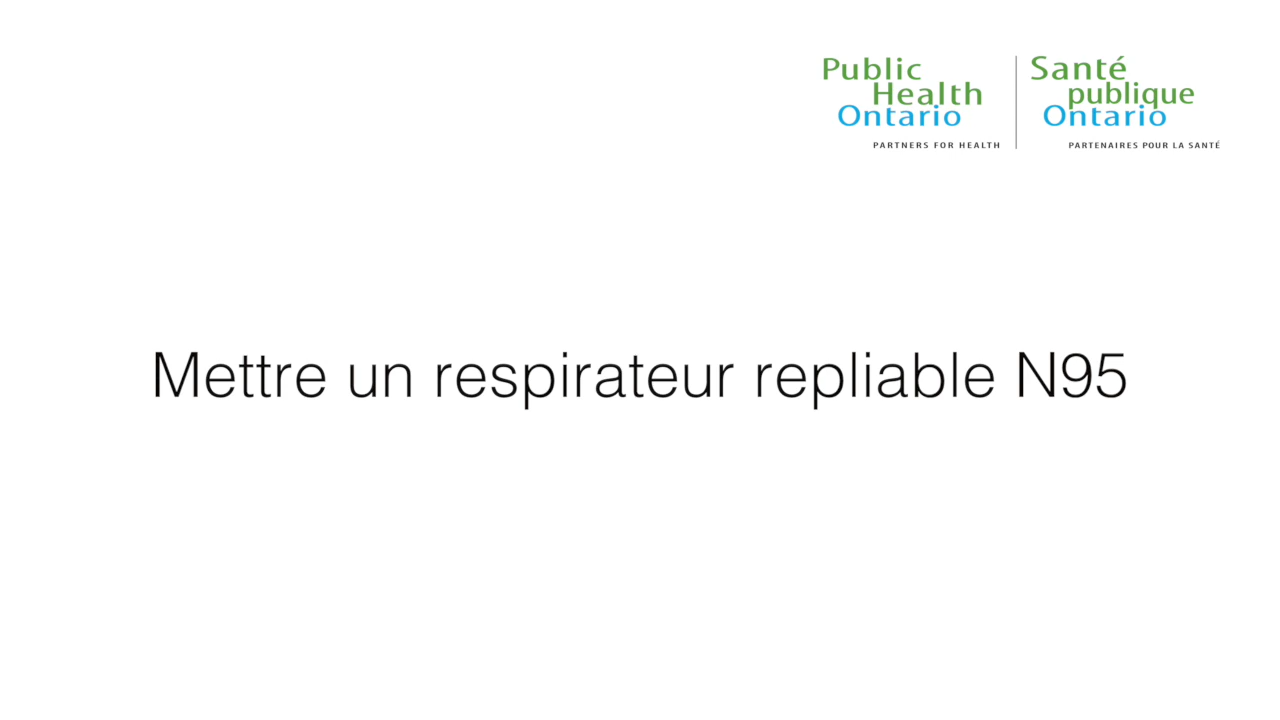 Public
Health
Ontario
PARTNERS FOR HEALTH
Santé
publique
Ontario
PARTENAIRES POUR LA SANTÉ
Mettre un respirateur repliable N95